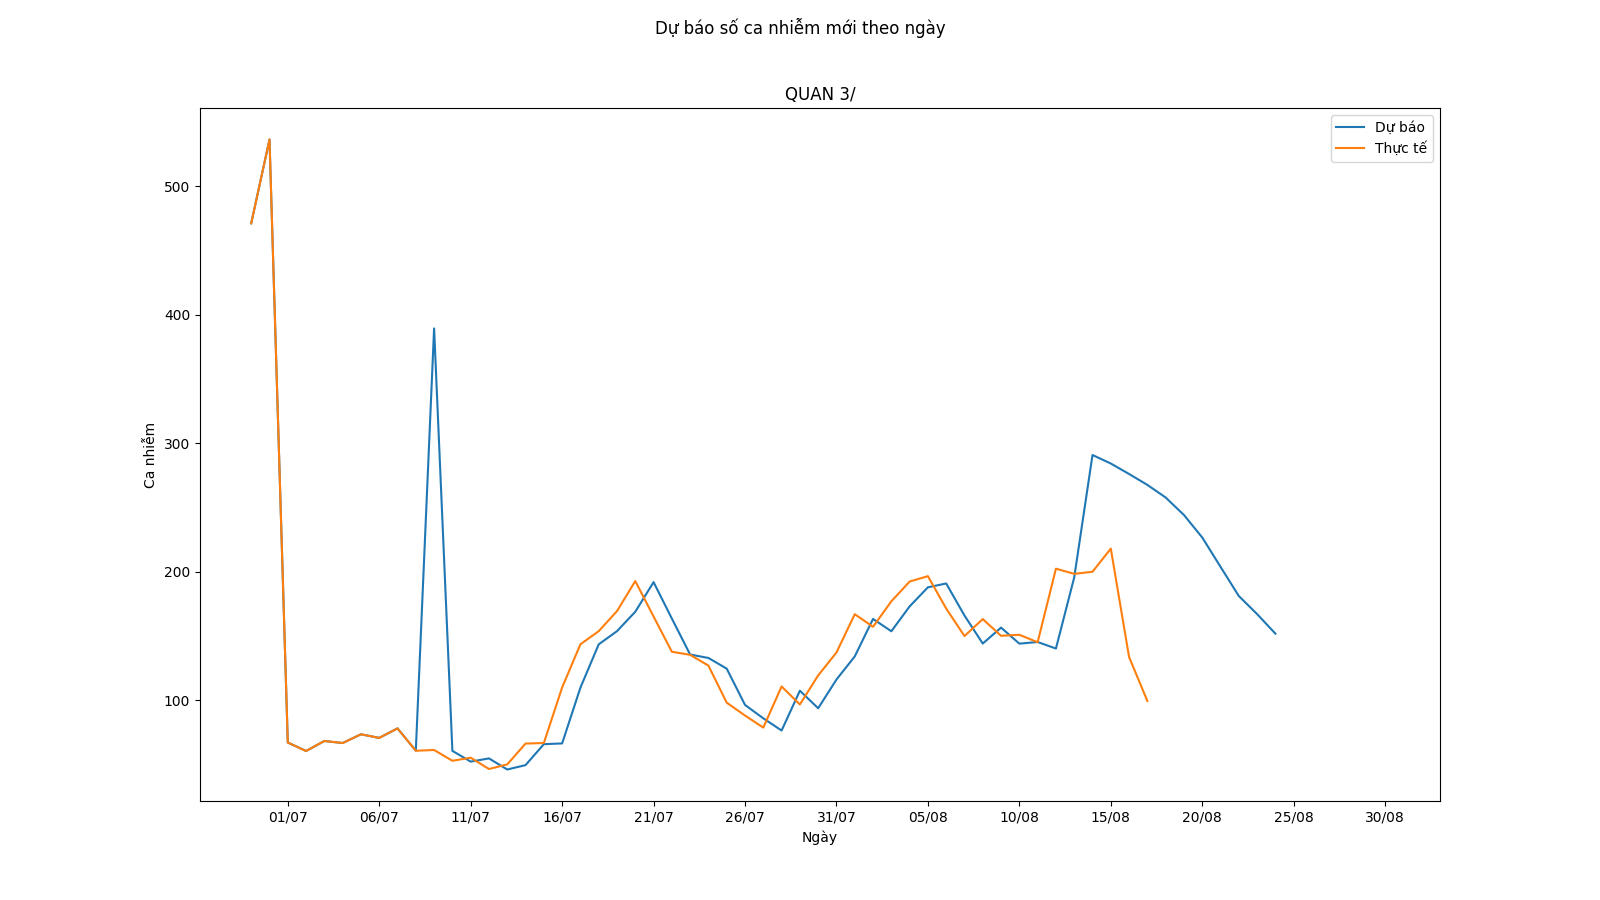 Dự báo số ca nhiễm mới theo ngày
QUAN 3/
Dự báo
Thực tế
500
400
300
200
100
Ca nhiễm
01/07 06/07 11/07 16/07 21/07 26/07 31/07 05/08 10/08 15/08 20/08 25/08 30/08
Ngày